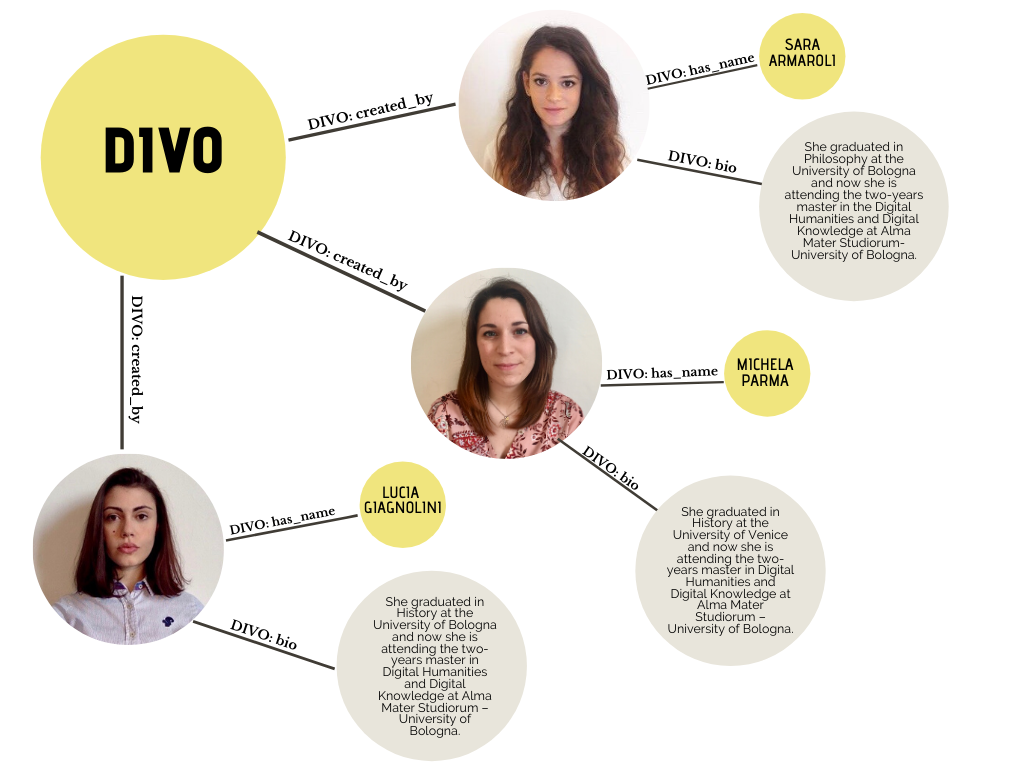 DIVO
DIVO: created_by
DIVO: has_name
SARA
ARMAROLI
DIVO: bio
She graduated in
Philosophy at the
University of Bologna
and now she is
attending the two-years
master in the Digital
Humanities and Digital
Knowledge at Alma
Mater Studiorum-
University of Bologna.
DIVO: created_by
DIVO: has_name
MICHELA
PARMA
DIVO: bio
She graduated in
History at the
University of Venice
and now she is
attending the two-
years master in Digital
Humanities and
Digital Knowledge at
Alma Mater
Studiorum –
University of Bologna.
DIVO: created_by
DIVO: has_name
LUCIA
GIAGNOLINI
DIVO: bio
She graduated in
History at the
University of Bologna
and now she is
attending the two-
years master in
Digital Humanities
and Digital
Knowledge at Alma
Mater Studiorum –
University of
Bologna.